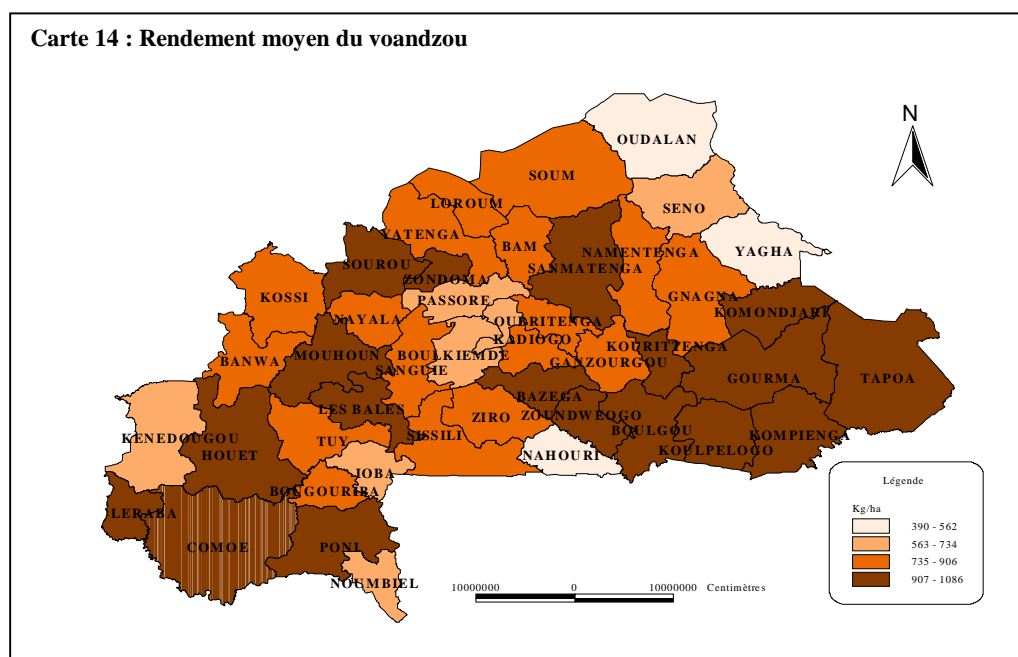 Carte 14 : Rendement moyen du voandzou
N
OUDALAN
SOUM
LOROUM
SENO
YATENGA
BAM
NAMENTENGA
YAGHA
SOUROU
ZONDOMA
SANMATENGA
KOSSI
PASSORE
GNAGNA
KOMONDJARI
NAYALA
OUBRITENGA
KADIOGO
KOURITTENGA
BANWA
MOUHOUN
BOULKIEMDE
GANZOURGOU
SANGUIE
GOURMA
TAPOA
LES BALES
BAZEGA
ZIRO
ZOUNDWEOGO
BOULGOU
KENEDOUGOU
TUY
SISSILI
KOMPIENGA
HOUET
NAHOURI
KOULPELOGO
IOBA
BONGOURIBA
LERABA
COMOE
PONI
NOUMBIEL
Légende
Kg/ha
390 - 562
563 - 734
735 - 906
907 - 1086
10000000 0 10000000 Centimètres